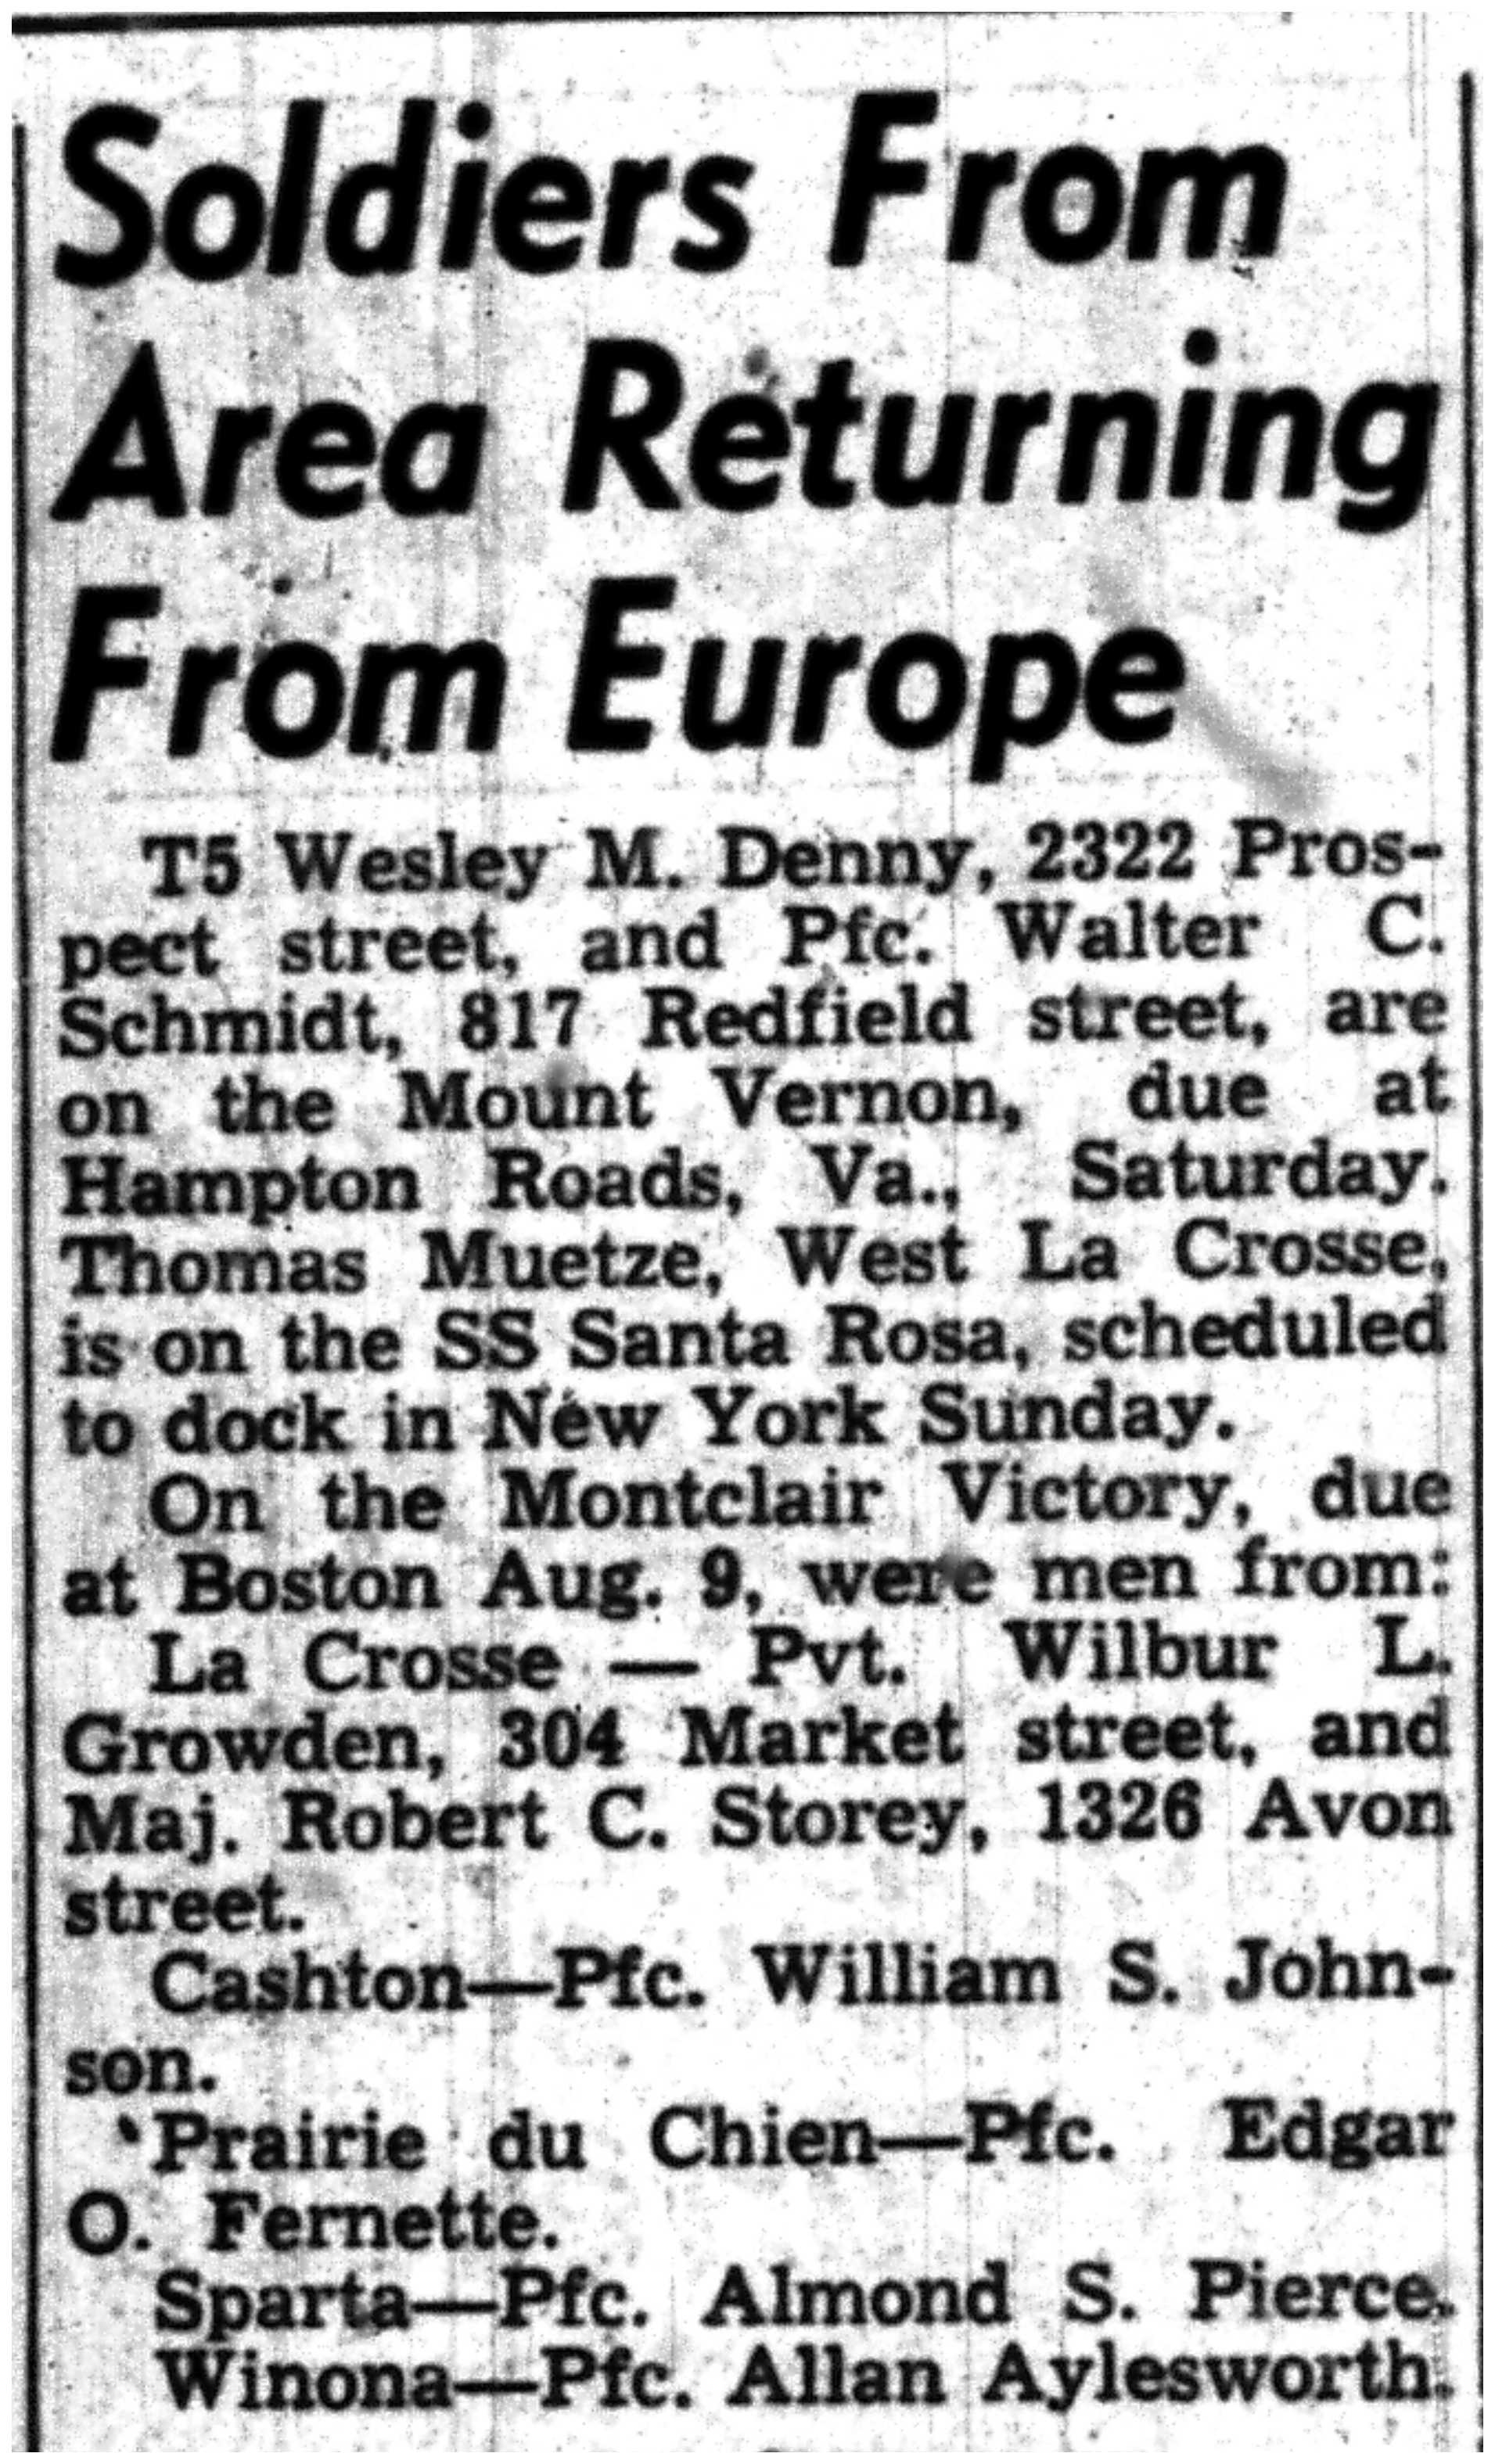 Soldiers From
Area Returning
From Europe
T5 Wesley M. Denny, 2322 Pros-
pect street, and Pfc. Walter C.
Schmidt, 817 Redfield street, are
on the Mount Vernon, due at
Hampton Roads, Va., Saturday.
Thomas Muetze, West La Crosse,
is on the SS Santa Rosa, scheduled
to dock in New York Sunday.
On the Montclair Victory, due
at Boston Aug. 9, were men from:
La Crosse — Pvt. Wilbur L.
Growden, 304 Market street, and
Maj. Robert C. Storey, 1326 Avon
street.
Cashton—Pfc. William S. John-
son.
Prairie du Chien—Pfc. Edgar
O. Fernette.
Sparta—Pfc. Almond S. Pierce.
Winona—Pfc. Allan Aylesworth.